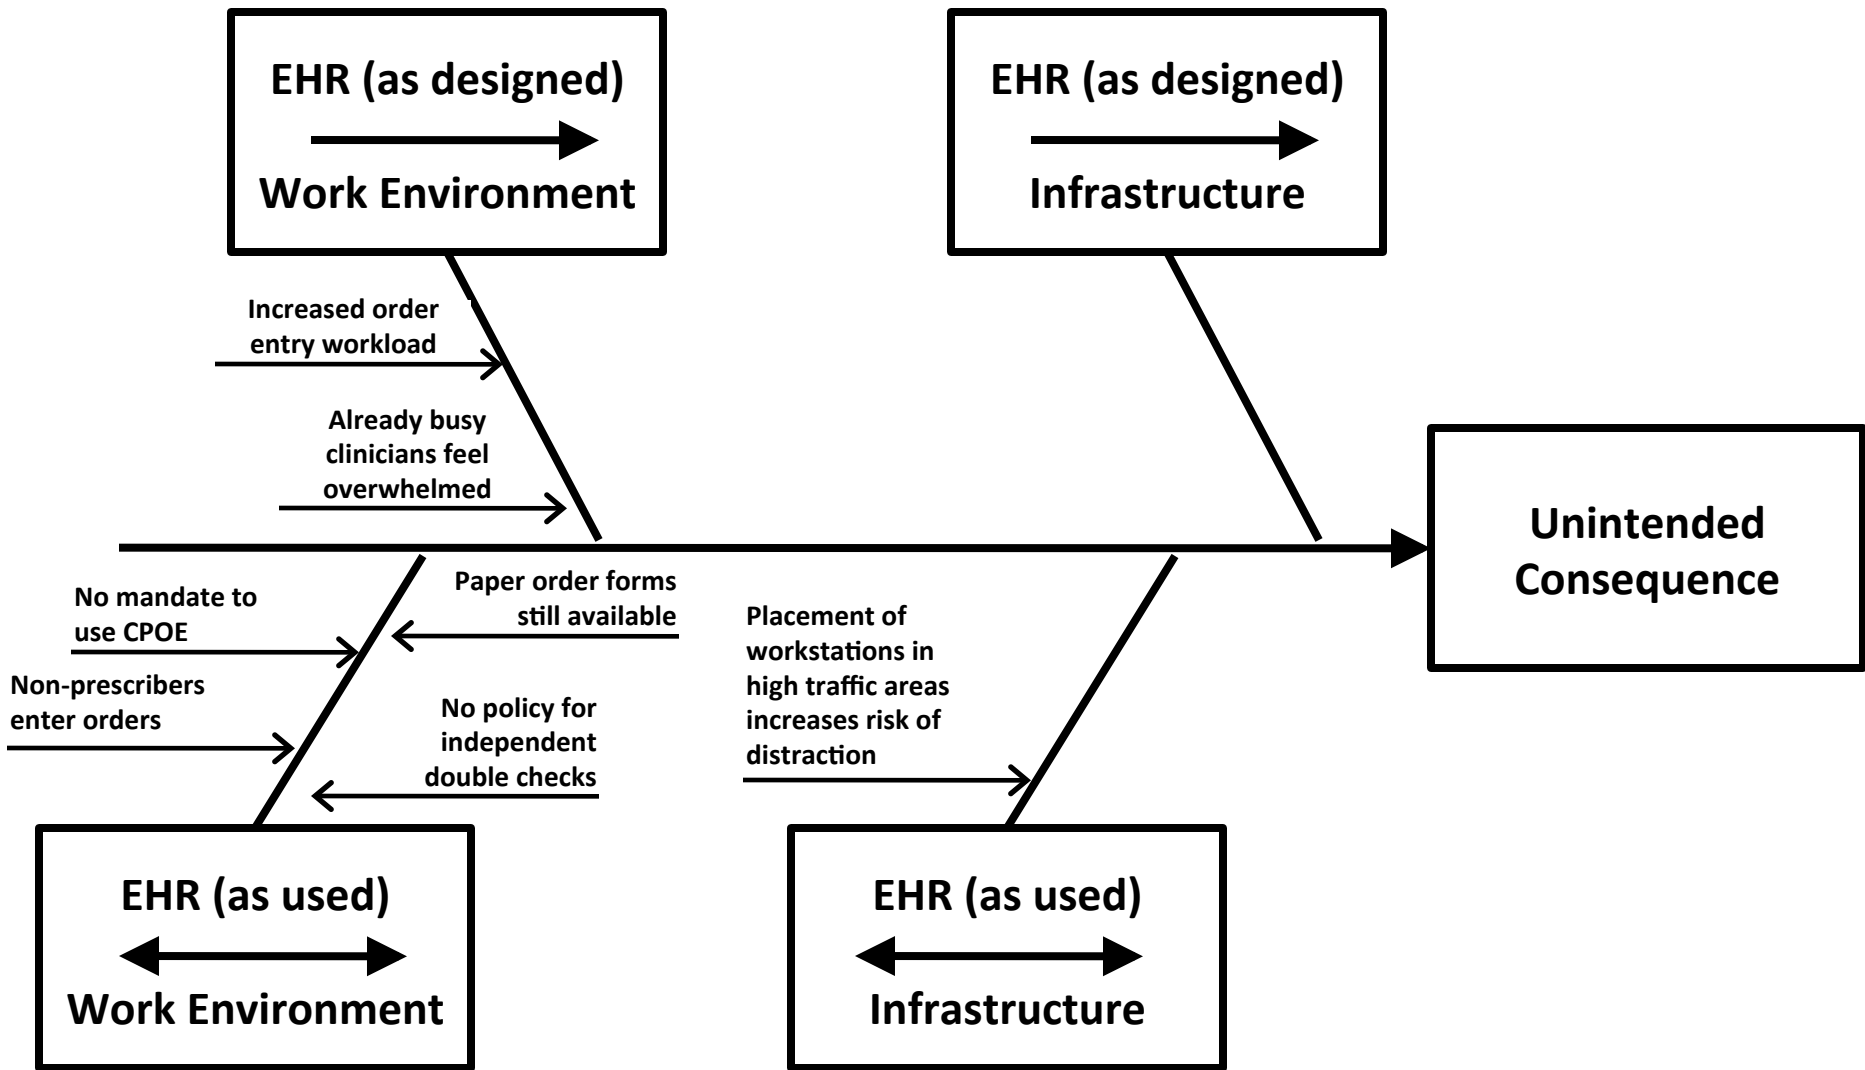 EHR (as designed)
Work Environment
EHR (as designed)
Infrastructure
Increased order
entry workload
Already busy
clinicians feel
overwhelmed
Unintended
Consequence
No mandate to
use CPOE
Paper order forms
still available
Non-prescribers
enter orders
No policy for
independent
double checks
Placement of
workstations in
high traffic areas
increases risk of
distraction
EHR (as used)
Work Environment
EHR (as used)
Infrastructure